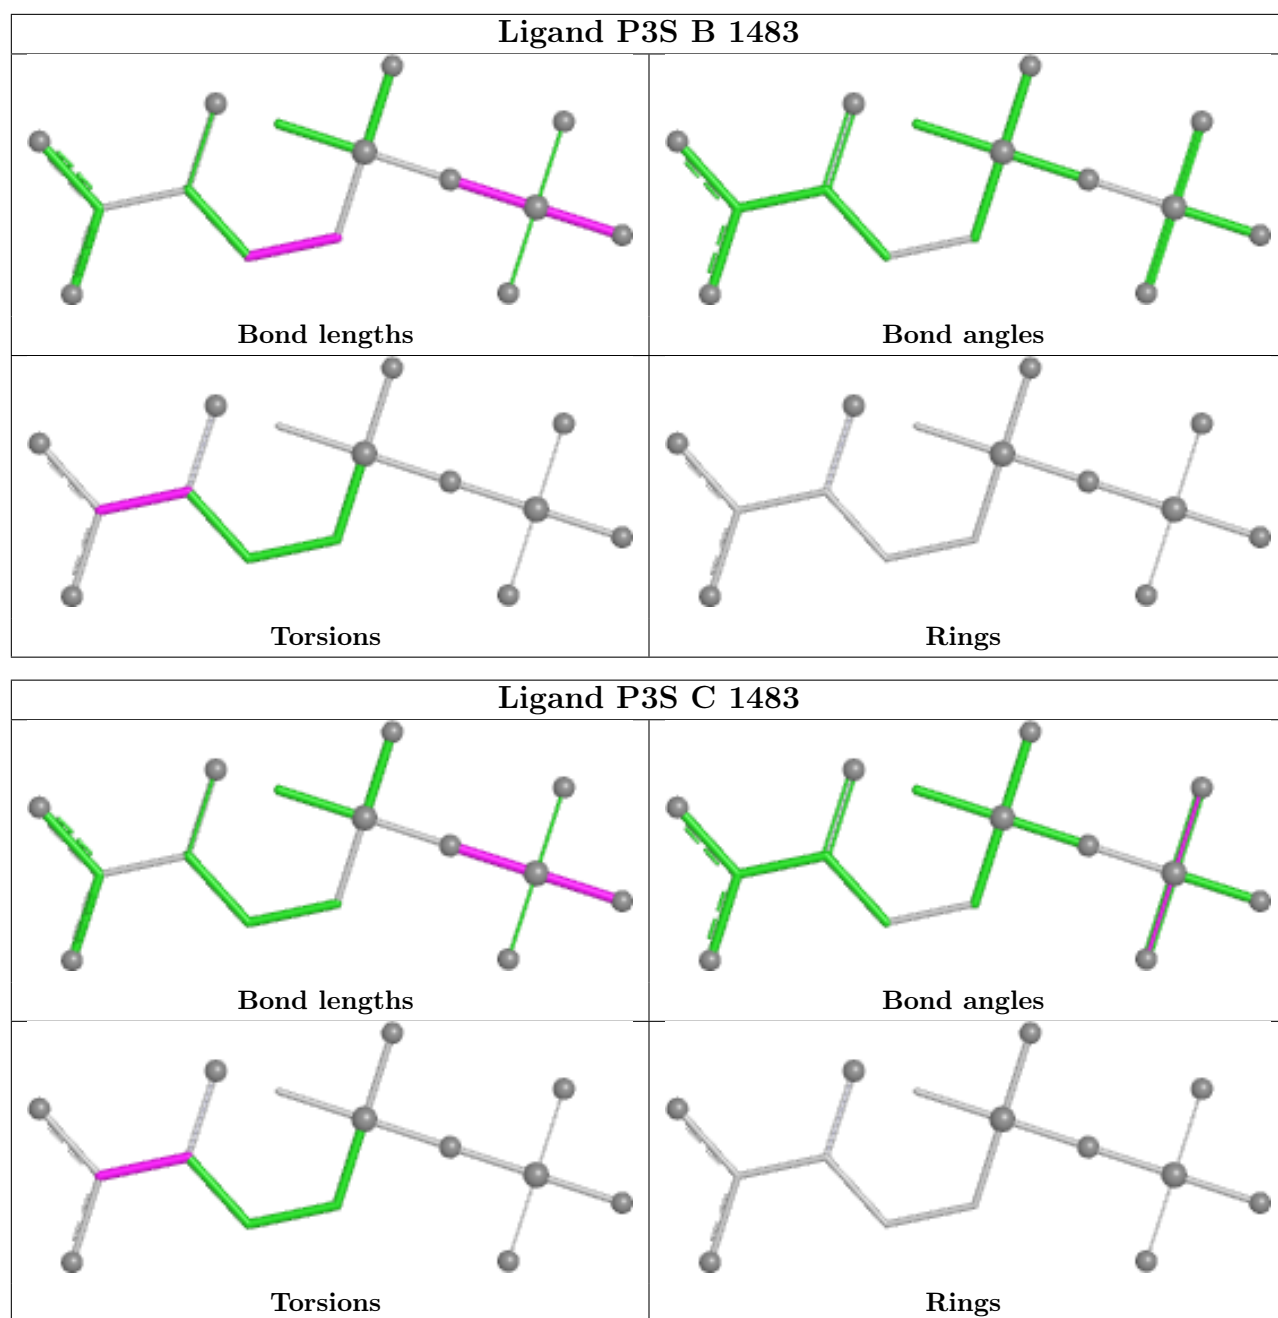 Ligand P3S B 1483
Bond lengths
Bond angles
Torsions
Rings
Ligand P3S C 1483
Bond lengths
Bond angles
Torsions
Rings